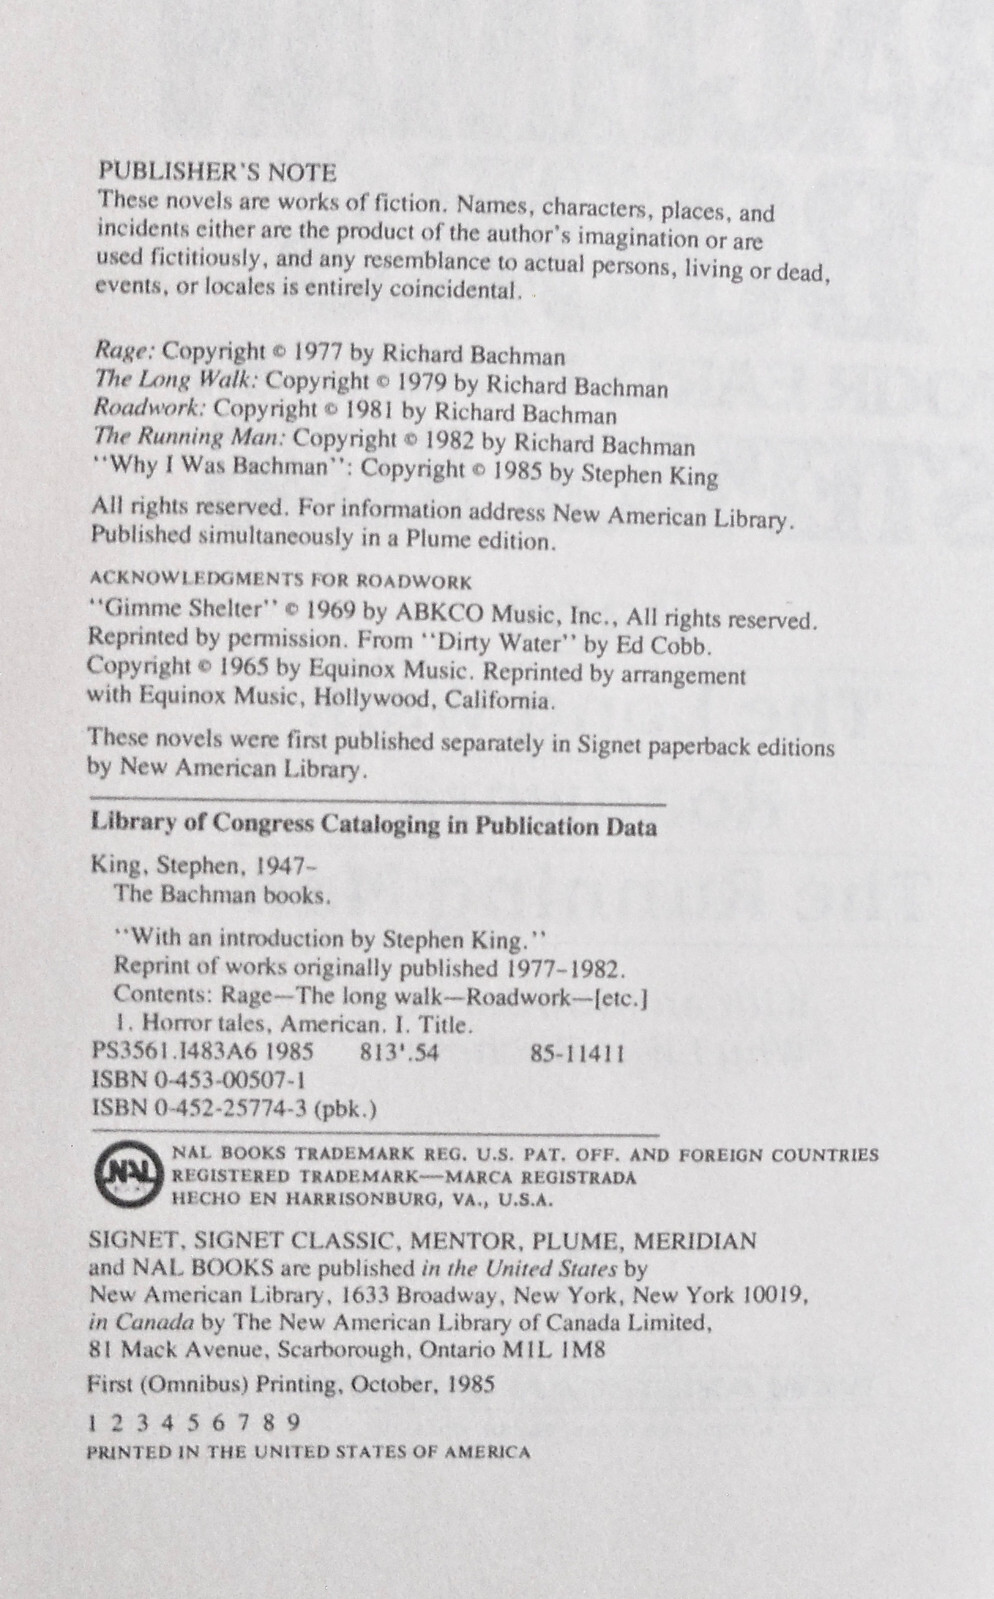 PUBLISHER'S NOTE
These novels are works of fiction. Names, characters, places, and
incidents either are the product of the author's imagination or are
used fictitiously, and any resemblance to actual persons, living or dead,
events, or locales is entirely coincidental.
Rage: Copyright © 1977 by Richard Bachman
The Long Walk: Copyright © 1979 by Richard Bachman
Roadwork: Copyright © 1981 by Richard Bachman
The Running Man: Copyright © 1982 by Richard Bachman
"Why I Was Bachman": Copyright © 1985 by Stephen King
All rights reserved. For information address New American Library.
Published simultaneously in a Plume edition.
ACKNOWLEDGMENTS FOR ROADWORK
"Gimme Shelter" © 1969 by ABKCO Music, Inc., All rights reserved.
Reprinted by permission. From "Dirty Water" by Ed Cobb.
Copyright © 1965 by Equinox Music. Reprinted by arrangement
with Equinox Music, Hollywood, California.
These novels were first published separately in Signet paperback editions
by New American Library.
Library of Congress Cataloging in Publication Data
King, Stephen, 1947–
The Bachman books.
"With an introduction by Stephen King."
Reprint of works originally published 1977–1982.
Contents: Rage—The long walk—Roadwork—[etc.]
1. Horror tales, American. I. Title.
PS3561.I483A6 1985 813'.54 85-11411
ISBN 0-453-00507-1
ISBN 0-452-25774-3 (pbk.)
NAL
NAL BOOKS TRADEMARK REG. U.S. PAT. OFF. AND FOREIGN COUNTRIES
REGISTERED TRADEMARK—MARCA REGISTRADA
HECHO EN HARRISONBURG, VA., U.S.A.
SIGNET, SIGNET CLASSIC, MENTOR, PLUME, MERIDIAN
and NAL BOOKS are published in the United States by
New American Library, 1633 Broadway, New York, New York 10019,
in Canada by The New American Library of Canada Limited,
81 Mack Avenue, Scarborough, Ontario M1L 1M8
First (Omnibus) Printing, October, 1985
1 2 3 4 5 6 7 8 9
PRINTED IN THE UNITED STATES OF AMERICA